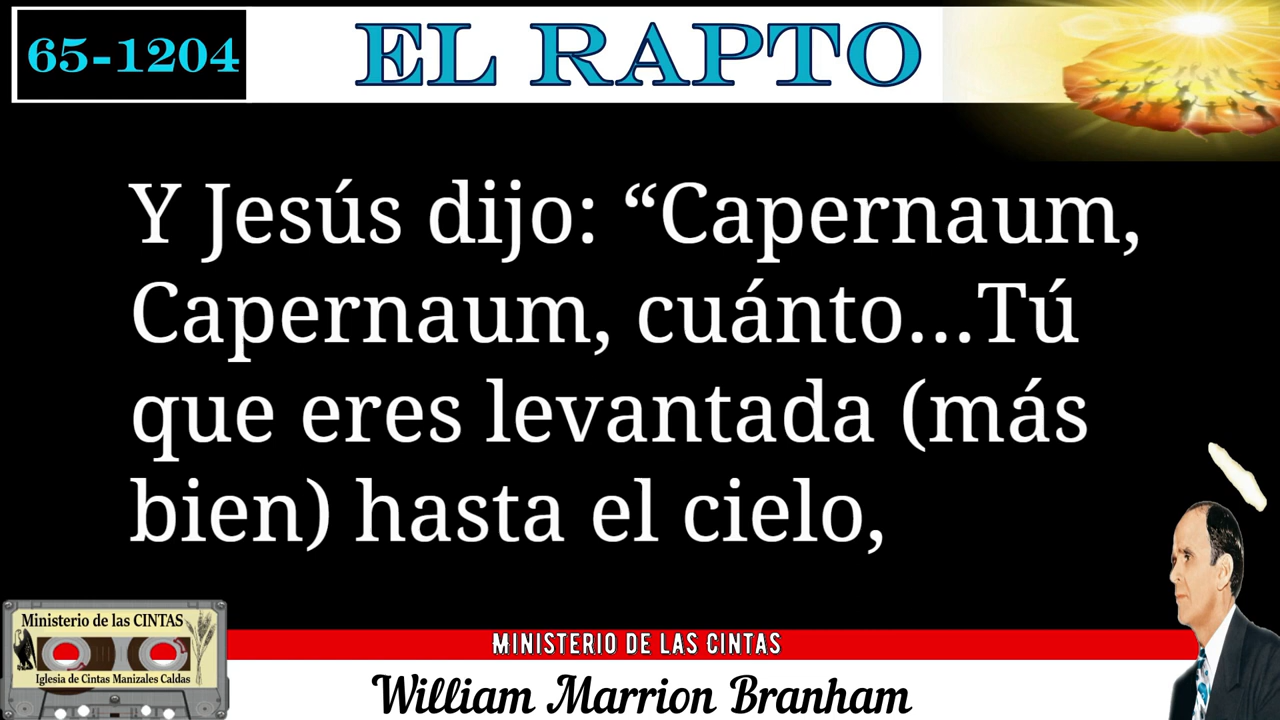 65-1204
EL RAPTO
Y Jesús dijo: “Capernaum,
Capernaum, cuánto...Tú
que eres levantada (más
bien) hasta el cielo,
Ministerio de las CINTAS
Iglesia de Cintas Manizales Caldas
MINISTERIO DE LAS CINTAS
William Marrion Branham